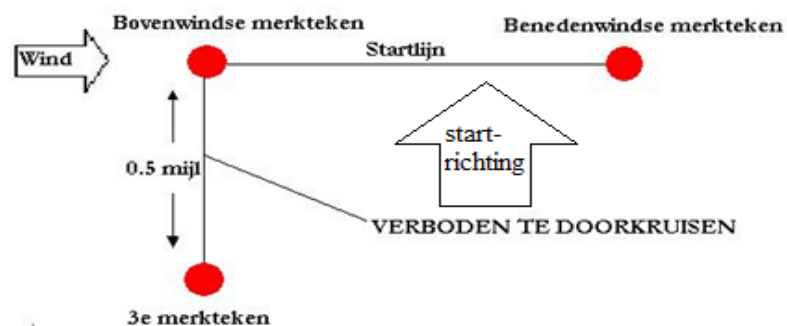 Bovenwindse merkteken
Benedenwindse merkteken
Wind
Startlijn
start-
richting
0.5 mijl
VERBODEN TE DOORKRUISEN
3e merkteken